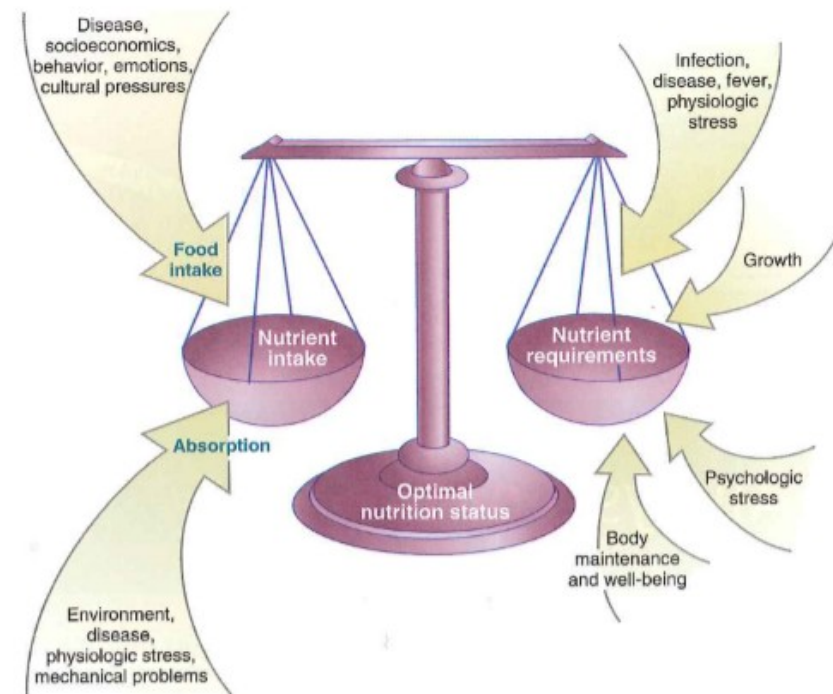 Disease,
socioeconomics,
behavior, emotions,
cultural pressures
Infection,
disease, fever,
physiologic
stress
Food
intake
Growth
Nutrient
intake
Nutrient
requirements
Absorption
Optimal
nutrition status
Psychologic
stress
Body
maintenance
and well-being
Environment,
disease,
physiologic stress,
mechanical problems